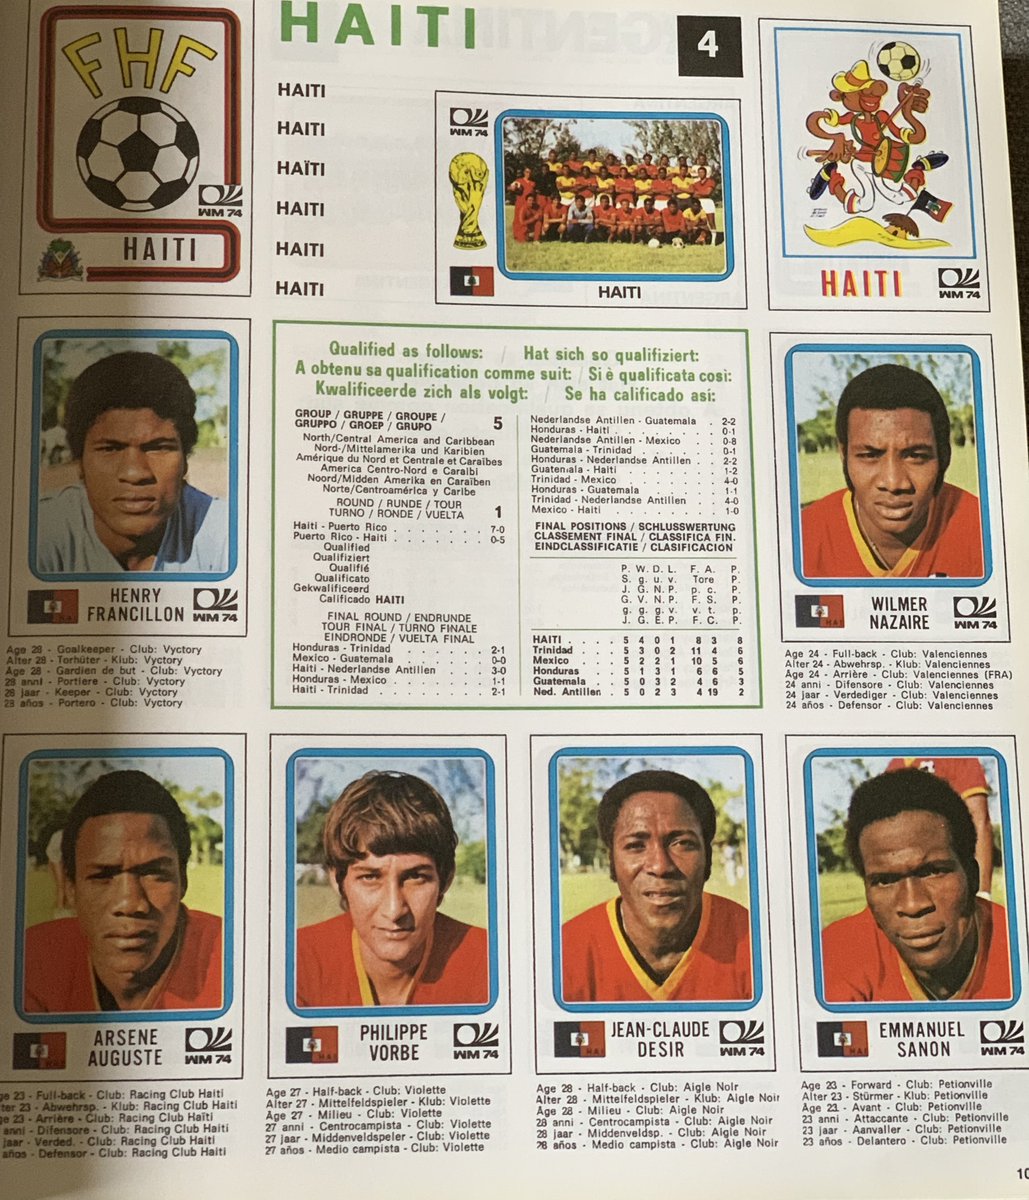 FHF
WM 74
HAITI
HAITI
4
HAITI
HAITI
HAÏTI
HAITI
HAITI
HAITI
WM 74
HAITI
HAITI
WM 74
Qualified as follows: / Hat sich so qualifiziert:
A obtenu sa qualification comme suit: / Si è qualificata così:
Kwalificeerde zich als volgt: / Se ha calificado asi:
GROUP / GRUPPE / GROUPE /
GRUPPO / GROEP / GRUPO 5
North/Central America and Caribbean
Nord-/Mittelamerika und Karibien
Amérique du Nord et Centrale et Caraïbes
America Centro-Nord e Caraibi
Noord/Midden Amerika en Caraïben
Norte/Centroamérica y Caribe
ROUND / RUNDE / TOUR
TURNO / RONDE / VUELTA 1
Haiti - Puerto Rico . . . . . . . . 7-0
Puerto Rico - Haiti . . . . . . . . 0-5
Qualified
Qualifiziert
Qualifié
Qualificato
Gekwalificeerd
Calificado HAITI
FINAL ROUND / ENDRUNDE
TOUR FINAL / TURNO FINALE
EINDRONDE / VUELTA FINAL
Honduras - Trinidad . . . . . . . 2-1
Mexico - Guatemala . . . . . . . 0-0
Haiti - Nederlandse Antillen . . . . 3-0
Honduras - Mexico . . . . . . . 1-1
Haiti - Trinidad . . . . . . . . 2-1
Nederlandse Antillen - Guatemala . 2-2
Honduras - Haiti . . . . . . . 0-1
Nederlandse Antillen - Mexico . . 0-8
Guatemala - Trinidad . . . . . 0-1
Honduras - Nederlandse Antillen . . 2-2
Guatemala - Haiti . . . . . . 1-2
Trinidad - Mexico . . . . . . 4-0
Honduras - Guatemala . . . . . 1-1
Trinidad - Nederlandse Antillen . . 4-0
Mexico - Haiti . . . . . . . 1-0
FINAL POSITIONS / SCHLUSSWERTUNG
CLASSEMENT FINAL / CLASSIFICA FIN.
EINDCLASSIFICATIE / CLASIFICACION
P. W. D. L. F. A. P.
S. g. u. v. Tore P.
J. G. N. P. p. c. P.
G. V. N. P. F. S. P.
g. g. g. v. v. t. p.
J. G. E. P. F. C. P.
HAITI . . . . 5 4 0 1 8 3 8
Trinidad . . . . 5 3 0 2 11 4 6
Mexico . . . . 5 2 2 1 10 5 6
Honduras . . . 5 1 3 1 6 6 5
Guatemala . . . 5 0 3 2 4 6 3
Ned. Antillen . . 5 0 2 3 4 19 2
HENRY
FRANCILLON
WM 74
Age 28 - Goalkeeper - Club: Vyctory
Alter 28 - Torhüter - Klub: Vyctory
Age 28 - Gardien de but - Club: Vyctory
28 anni - Portiere - Club: Vyctory
28 jaar - Keeper - Club: Vyctory
28 años - Portero - Club: Vyctory
WILMER
NAZAIRE
WM 74
Age 24 - Full-back - Club: Valenciennes
Alter 24 - Abwehrsp. - Klub: Valenciennes
Age 24 - Arrière - Club: Valenciennes (FRA)
24 anni - Difensore - Club: Valenciennes
24 jaar - Verdediger - Club: Valenciennes
24 años - Defensor - Club: Valenciennes
ARSENE
AUGUSTE
WM 74
ge 23 - Full-back - Club: Racing Club Haiti
ter 23 - Abwehrsp. - Klub: Racing Club Haiti
ge 23 - Arrière - Club: Racing Club Haïti
anni - Difensore - Club: Racing Club Haiti
jaar - Verded. - Club: Racing Club Haiti
años - Defensor - Club: Racing Club Haiti
PHILIPPE
VORBE
WM 74
Age 27 - Half-back - Club: Violette
Alter 27 - Mittelfeldspieler - Klub: Violette
Age 27 - Milieu - Club: Violette
27 anni - Centrocampista - Club: Violette
27 jaar - Middenveldspeler - Club: Violette
27 años - Medio campista - Club: Violette
JEAN-CLAUDE
DESIR
WM 74
Age 28 - Half-back - Club: Aigle Noir
Alter 28 - Mittelfeldspieler - Klub: Aigle Noir
Age 28 - Milieu - Club: Aigle Noir
28 anni - Centrocampista - Club: Aigle Noir
28 jaar - Middenveldsp. - Club: Aigle Noir
28 años - Medio campista - Club: Aigle Noir
EMMANUEL
SANON
WM 74
Age 23 - Forward - Club: Petionville
Alter 23 - Stürmer - Klub: Petionville
Age 23 - Avant - Club: Petionville
23 anni - Attaccante - Club: Petionville
23 jaar - Aanvaller - Club: Petionville
23 años - Delantero - Club: Petionville
10